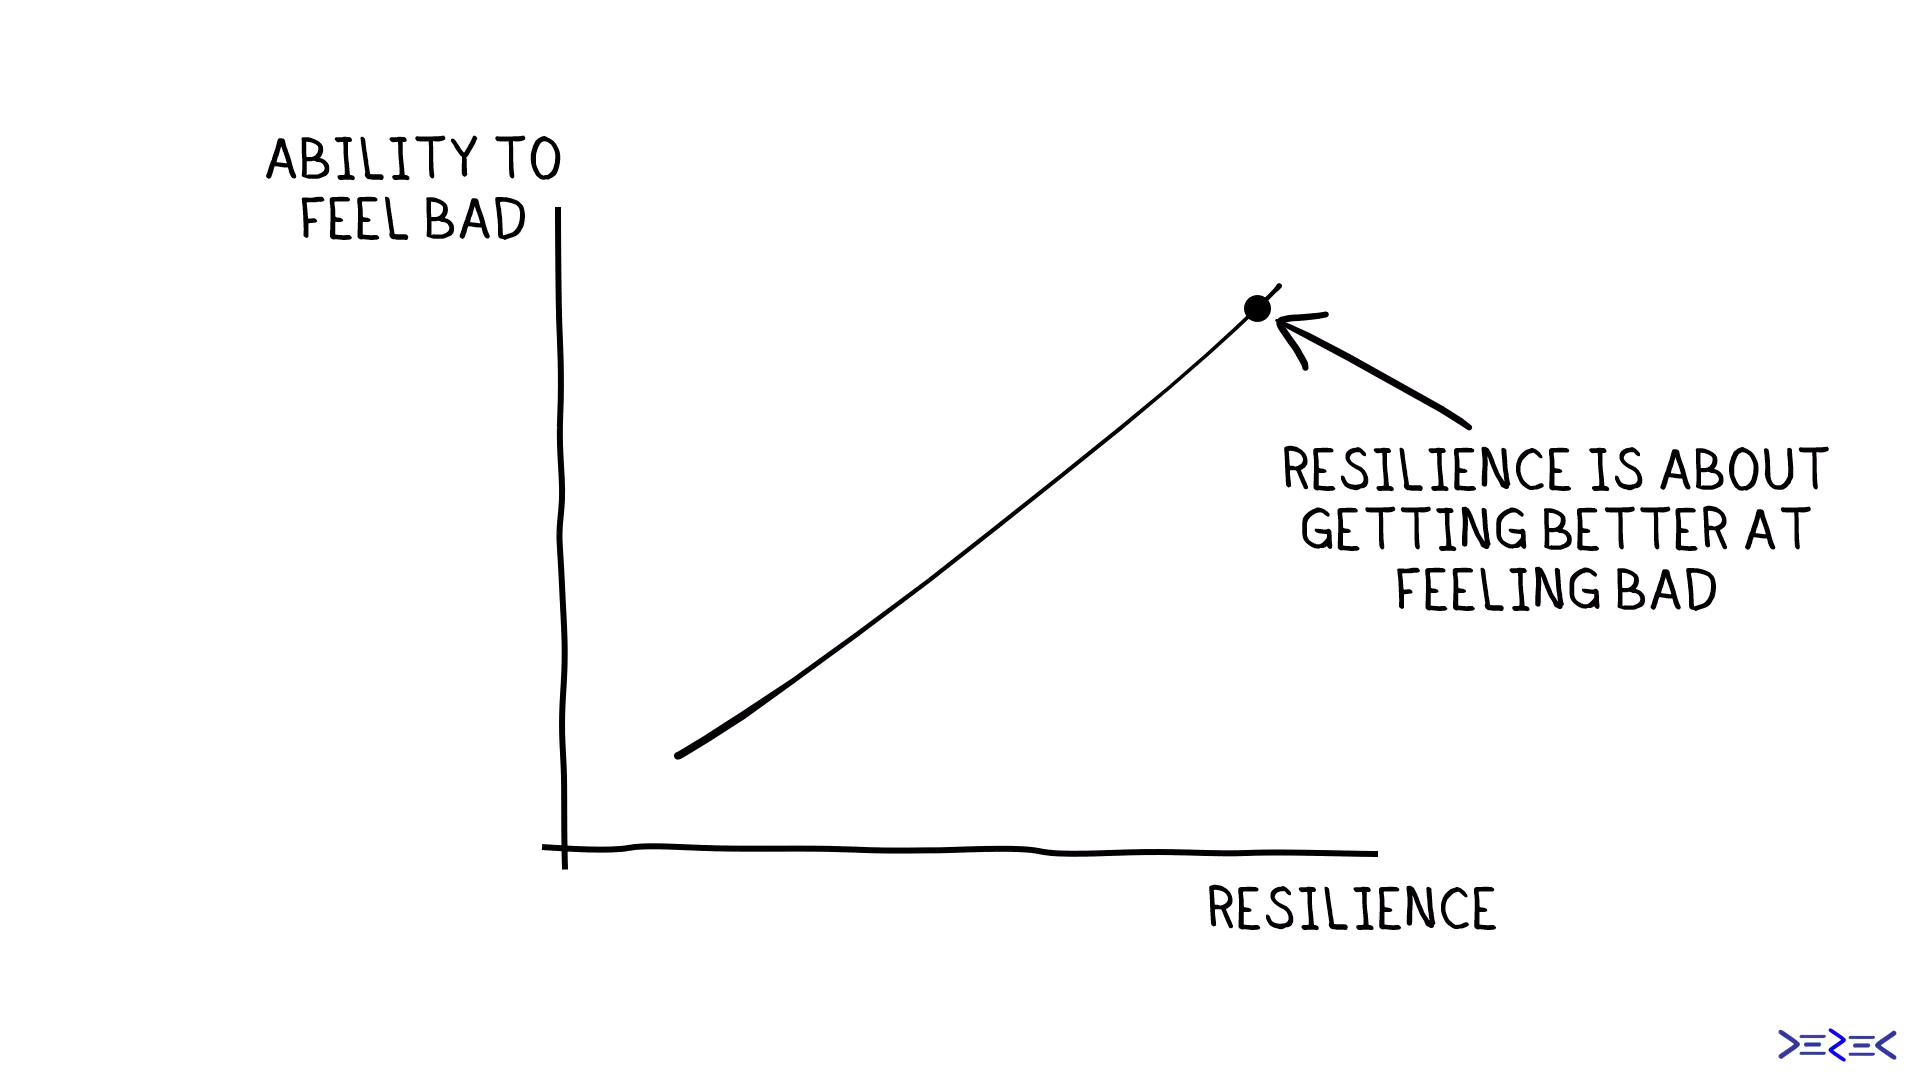 ABILITY TO
FEEL BAD
RESILIENCE IS ABOUT
GETTING BETTER AT
FEELING BAD
RESILIENCE